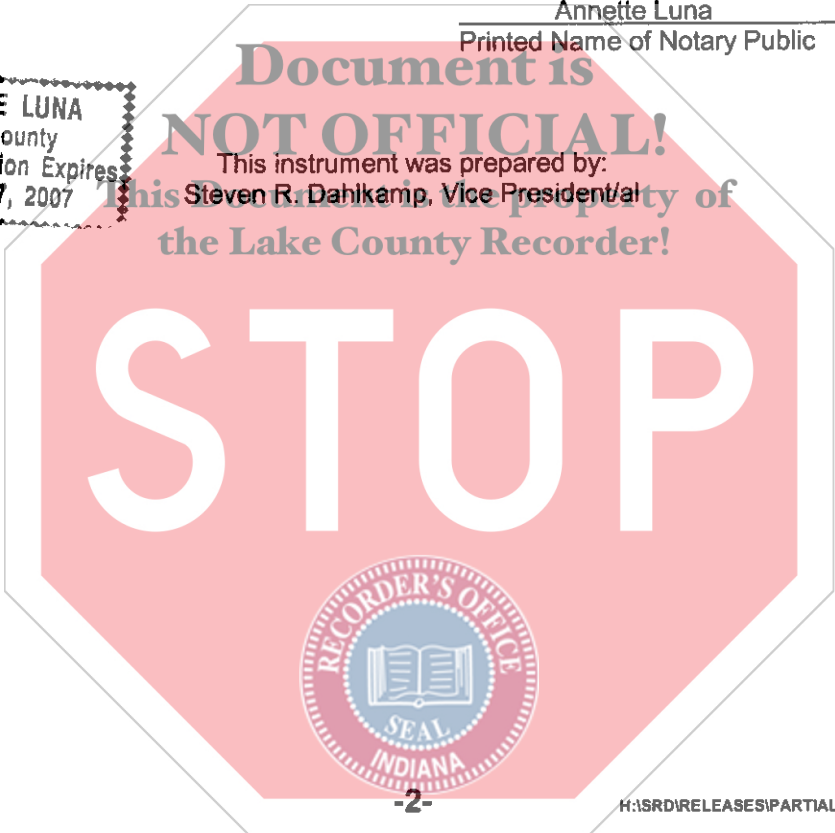 Annette Luna
Printed Name of Notary Public
Document is
NOT OFFICIAL!
E LUNA
ounty
ion Expires
7, 2007
This instrument was prepared by:
Steven R. Dahlkamp, Vice President/al
This Document is the property of
the Lake County Recorder!
STOP
RECORDER'S OFFICE
SEAL
INDIANA
-2-
H:\SRD\RELEASES\PARTIAL